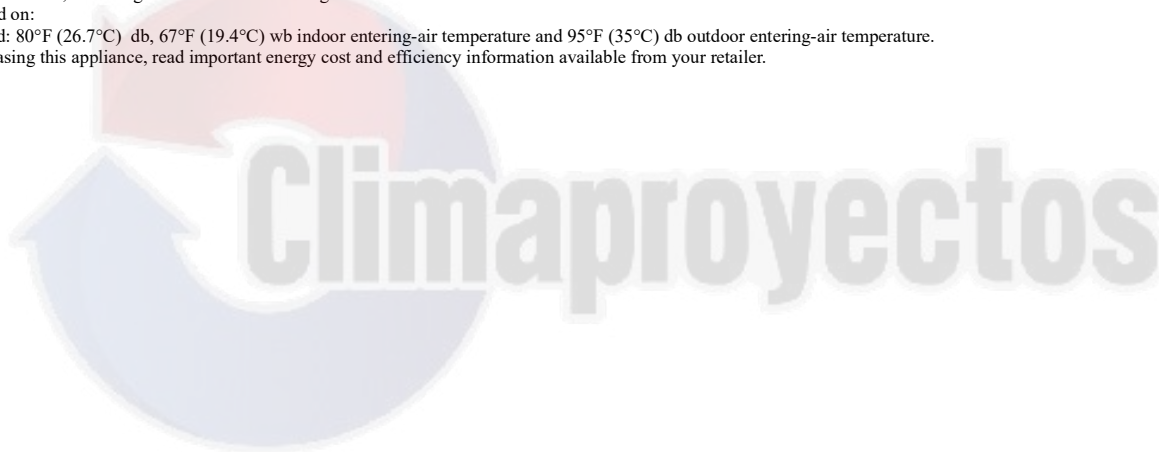 d on:
d: 80°F (26.7°C) db, 67°F (19.4°C) wb indoor entering-air temperature and 95°F (35°C) db outdoor entering-air temperature.
asing this appliance, read important energy cost and efficiency information available from your retailer.
Climaproyectos